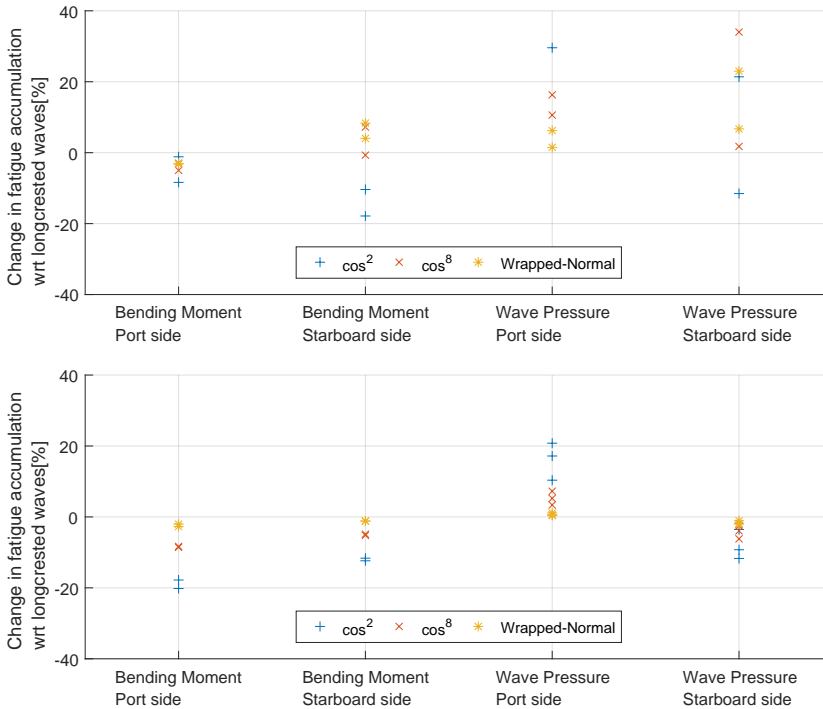 40
20
0
-20
-40
Change in fatigue accumulation
wrt longcrested waves[%]
cos² cos⁸ Wrapped-Normal
Bending Moment Bending Moment Wave Pressure Wave Pressure
Port side Starboard side Port side Starboard side
40
20
0
-20
-40
Change in fatigue accumulation
wrt longcrested waves[%]
cos² cos⁸ Wrapped-Normal
Bending Moment Bending Moment Wave Pressure Wave Pressure
Port side Starboard side Port side Starboard side